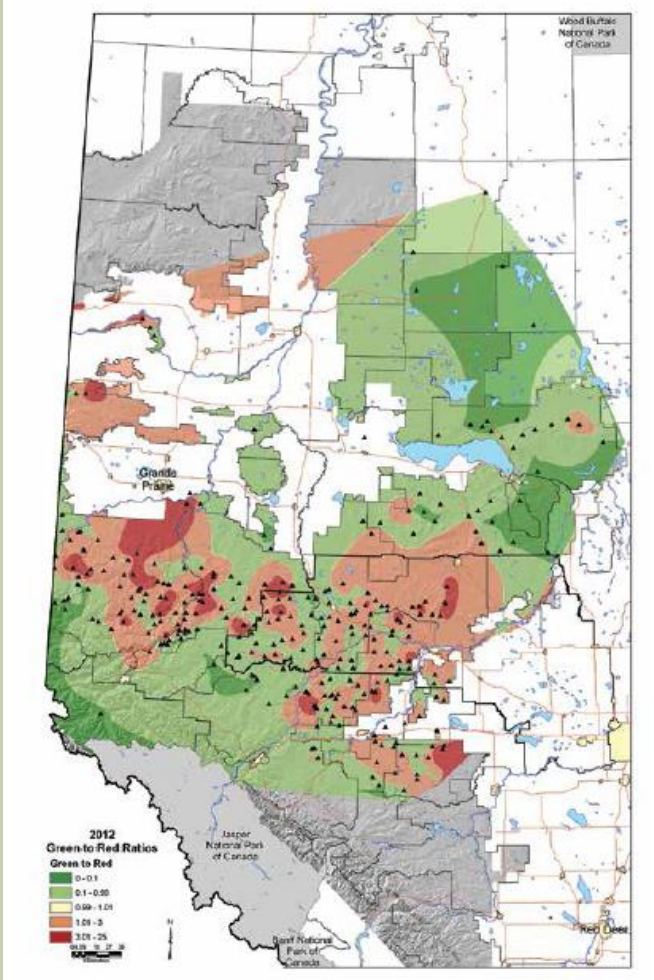 Wood Buffalo
National Park
of Canada
Grande
Prairie
Jasper
National Park
of Canada
Banff National
Park of
Canada
Red Deer
2012
Green to Red Ratios
Green to Red
0 - 0.1
0.1 - 0.99
0.99 - 1.01
1.01 - 3
3.01 - 25
N